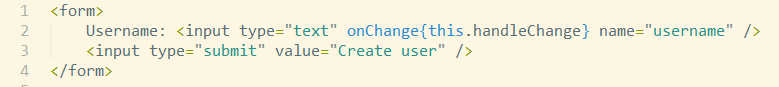 1 <form>
2 Username: <input type="text" onChange{this.handleChange} name="username" />
3 <input type="submit" value="Create user" />
4 </form>